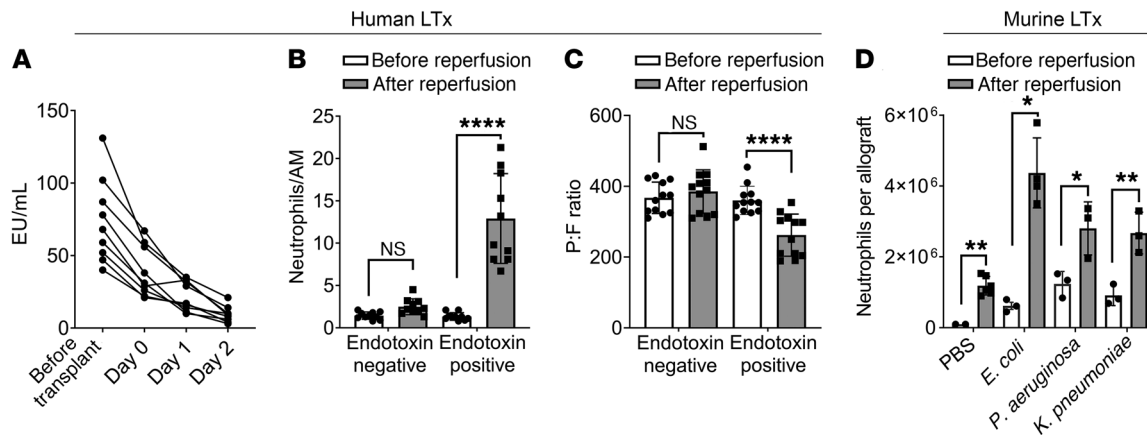 Human LTx
Murine LTx
A
EU/mL
150
100
50
0
Before
transplant
Day 0
Day 1
Day 2
B
Before reperfusion
After reperfusion
Neutrophils/AM
25
20
15
10
5
0
NS
****
Endotoxin
negative
Endotoxin
positive
C
Before reperfusion
After reperfusion
P:F ratio
600
400
200
0
NS
****
Endotoxin
negative
Endotoxin
positive
D
Before reperfusion
After reperfusion
Neutrophils per allograft
6×10⁶
4×10⁶
2×10⁶
0
**
*
*
**
PBS
E. coli
P. aeruginosa
K. pneumoniae